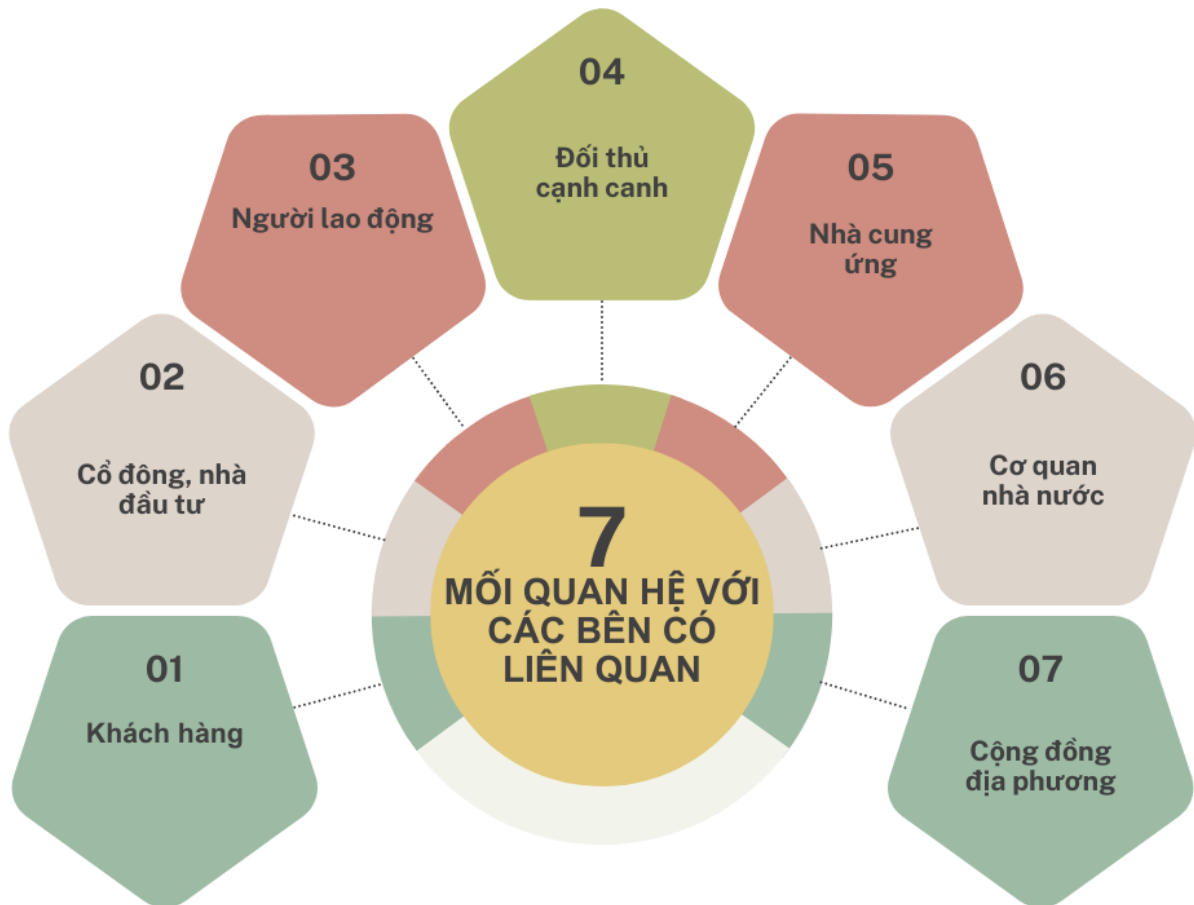 04
Đối thủ
cạnh canh
03
Người lao động
05
Nhà cung
ứng
02
Cổ đông, nhà
đầu tư
06
Cơ quan
nhà nước
7
MỐI QUAN HỆ VỚI
CÁC BÊN CÓ
LIÊN QUAN
01
Khách hàng
07
Cộng đồng
địa phương